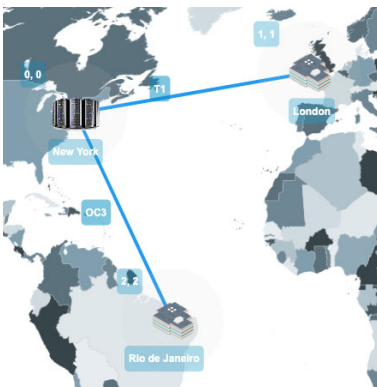 1, 1
0, 0
T1
London
New York
OC3
2, 2
Rio de Janeiro